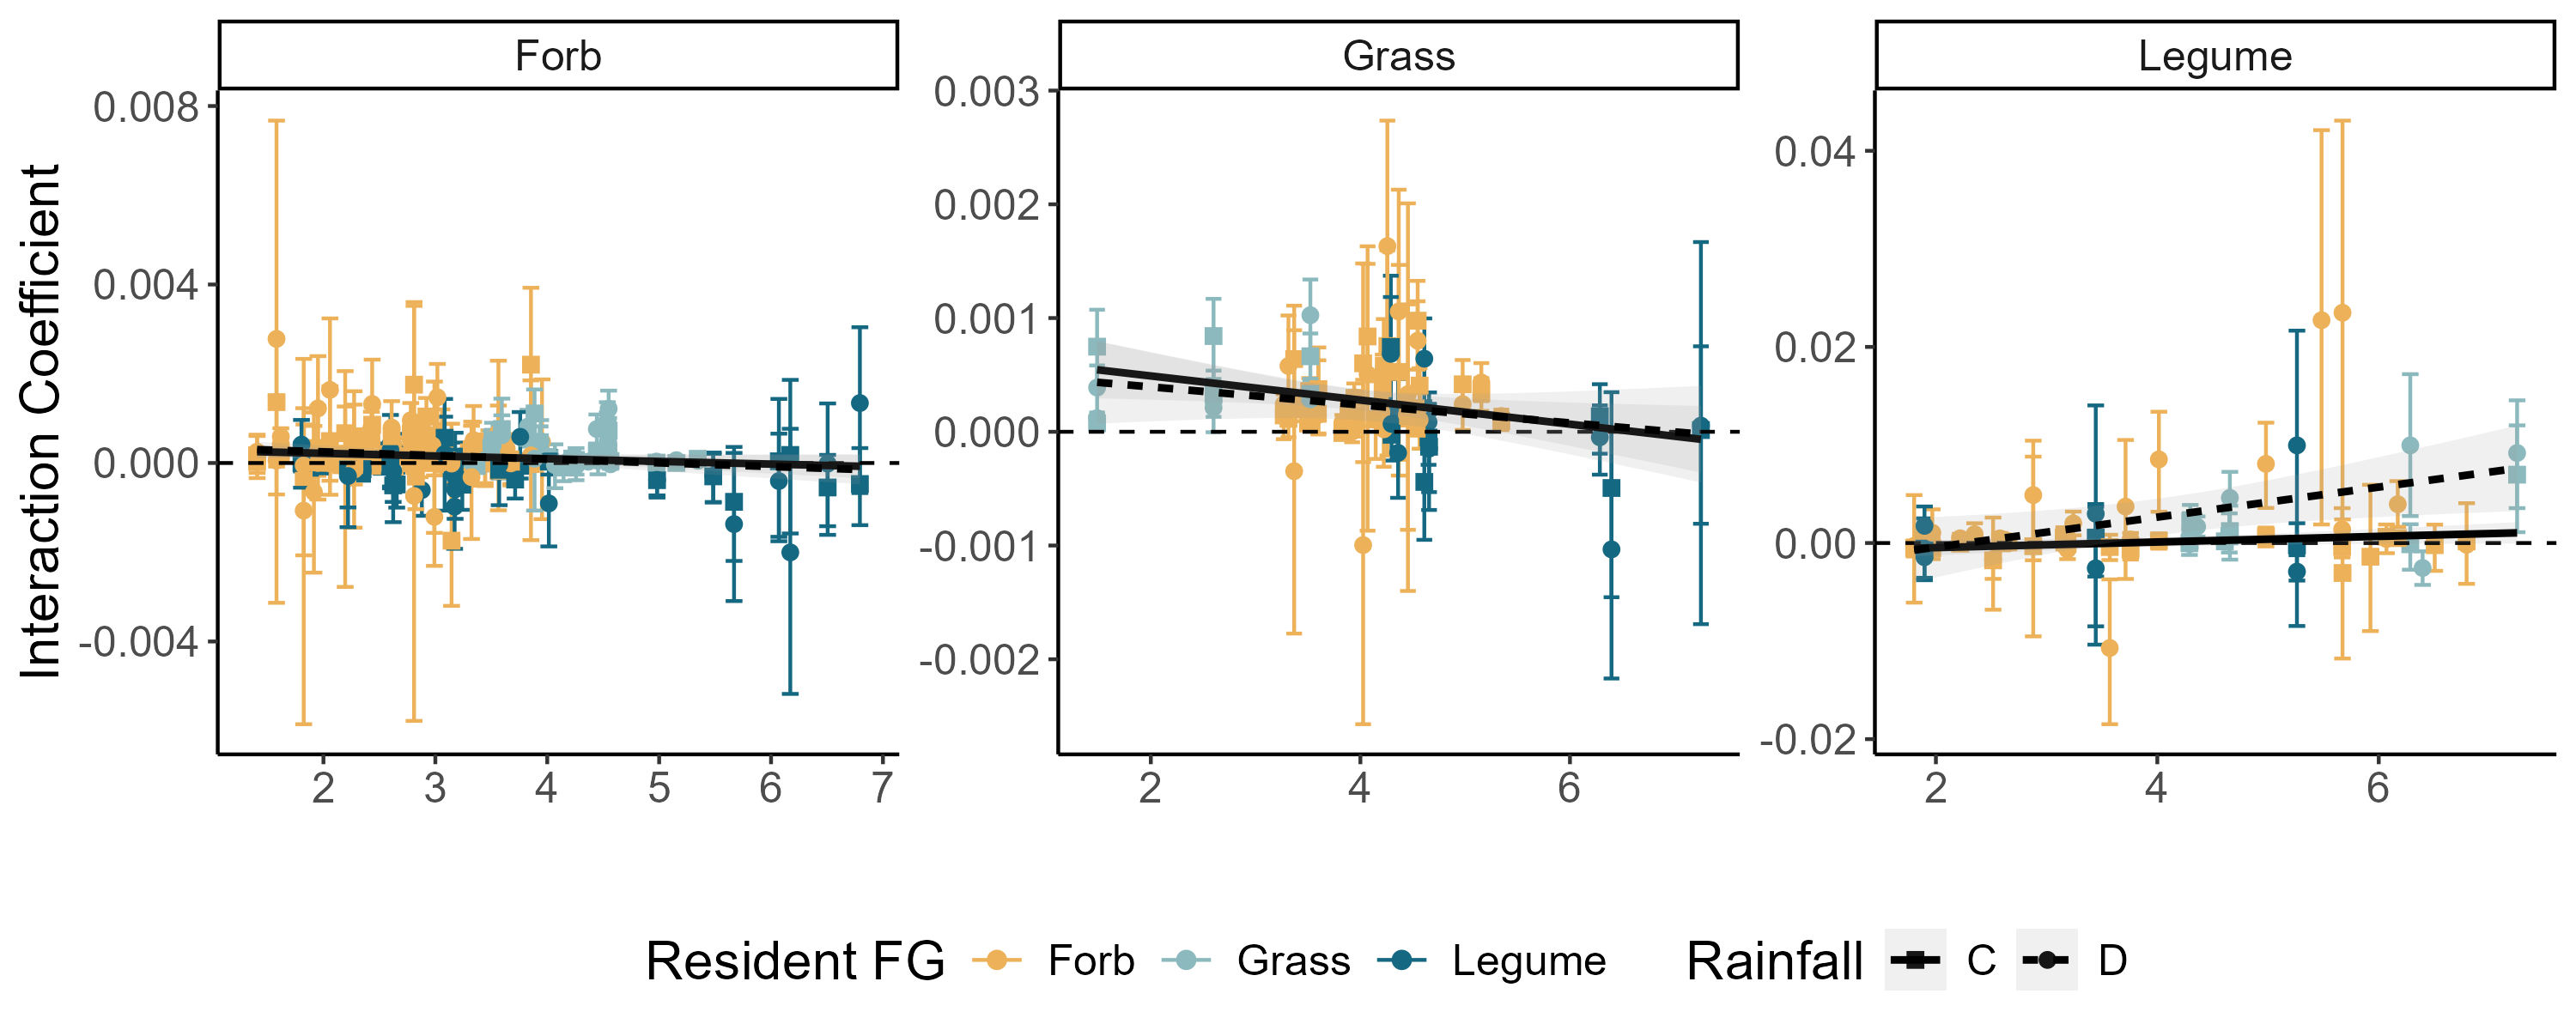 Forb
Grass
Legume
Interaction Coefficient
0.008
0.004
0.000
-0.004
2 3 4 5 6 7
0.003
0.002
0.001
0.000
-0.001
-0.002
2 4 6
0.04
0.02
0.00
-0.02
2 4 6
Resident FG Forb Grass Legume Rainfall C D